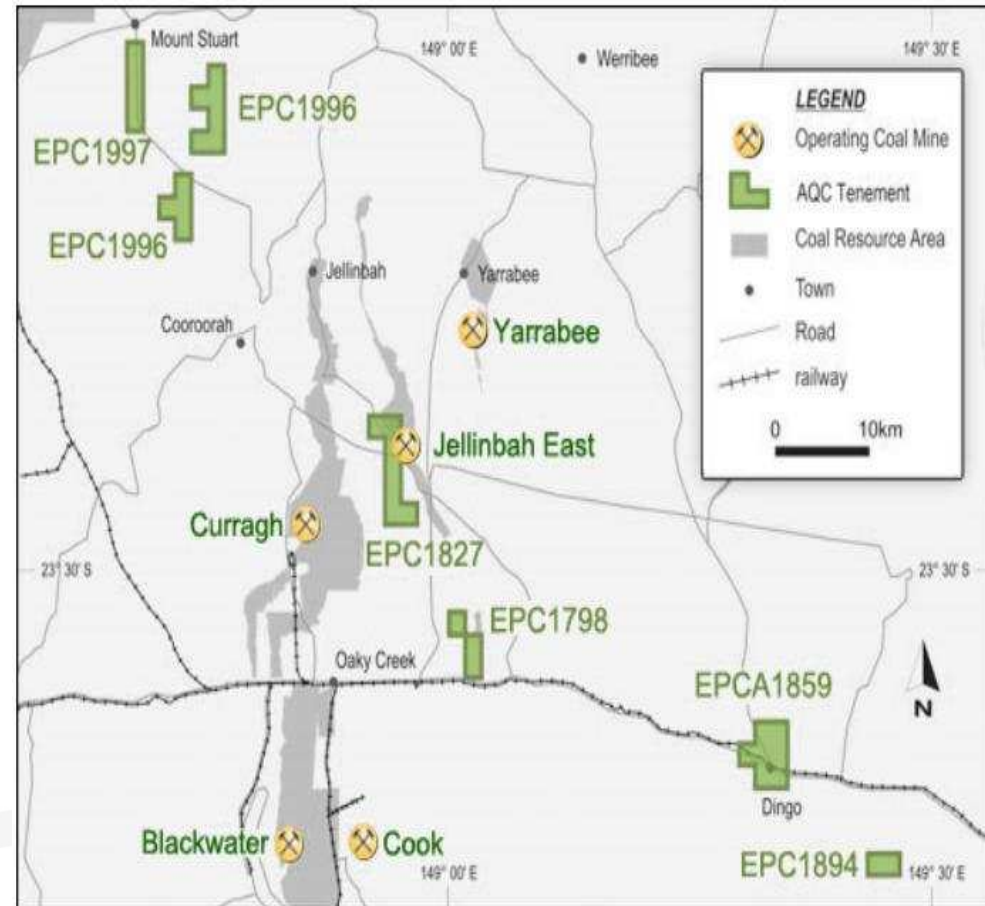 Mount Stuart
149° 00' E
149° 30' E
Werribee
EPC1996
EPC1997
EPC1996
Jellinbah
Yarrabee
Cooroorah
Yarrabee
Jellinbah East
Curragh
EPC1827
23° 30' S
23° 30' S
EPC1798
Oaky Creek
EPCA1859
N
Dingo
Blackwater
Cook
EPC1894
149° 00' E
149° 30' E
LEGEND
Operating Coal Mine
AQC Tenement
Coal Resource Area
Town
Road
railway
0 10km